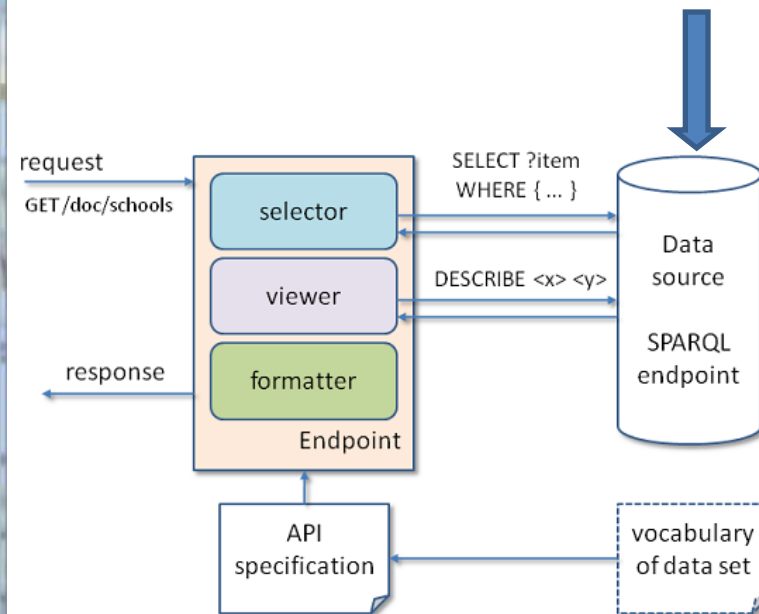 request
GET /doc/schools
selector
viewer
formatter
Endpoint
response
SELECT ?item
WHERE { ... }
DESCRIBE <x> <y>
Data
source
SPARQL
endpoint
API
specification
vocabulary
of data set